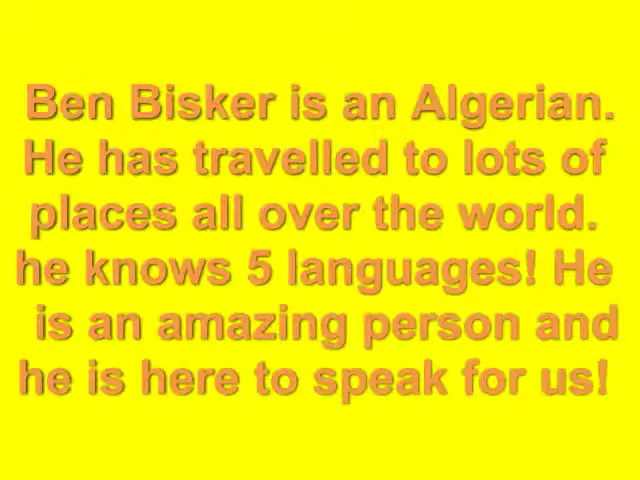 Ben Bisker is an Algerian.
He has travelled to lots of
places all over the world.
he knows 5 languages! He
is an amazing person and
he is here to speak for us!